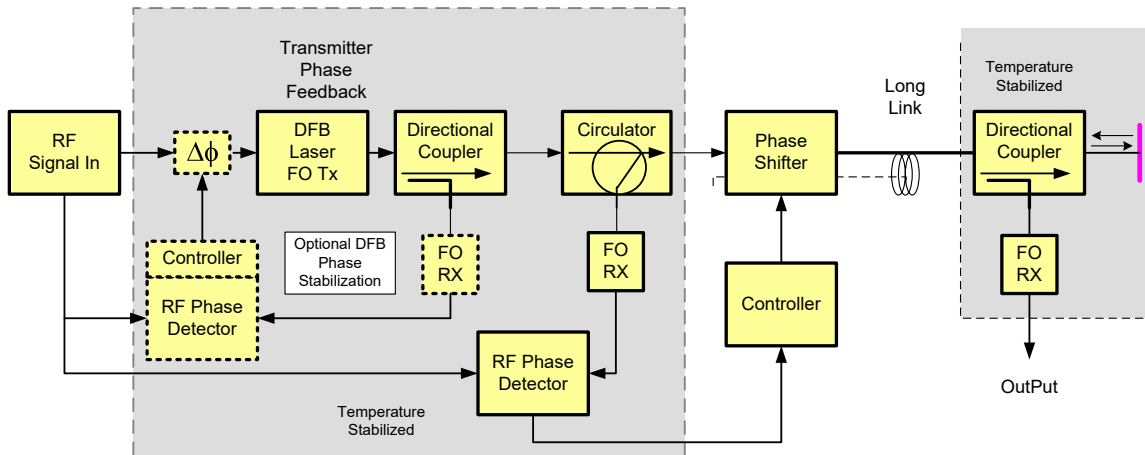 Transmitter
Phase
Feedback
Long
Link
Temperature
Stabilized
RF
Signal In
Δϕ
DFB
Laser
FO Tx
Directional
Coupler
Circulator
Phase
Shifter
Directional
Coupler
Controller
RF Phase
Detector
Optional DFB
Phase
Stabilization
FO
RX
FO
RX
Controller
FO
RX
RF Phase
Detector
Temperature
Stabilized
OutPut